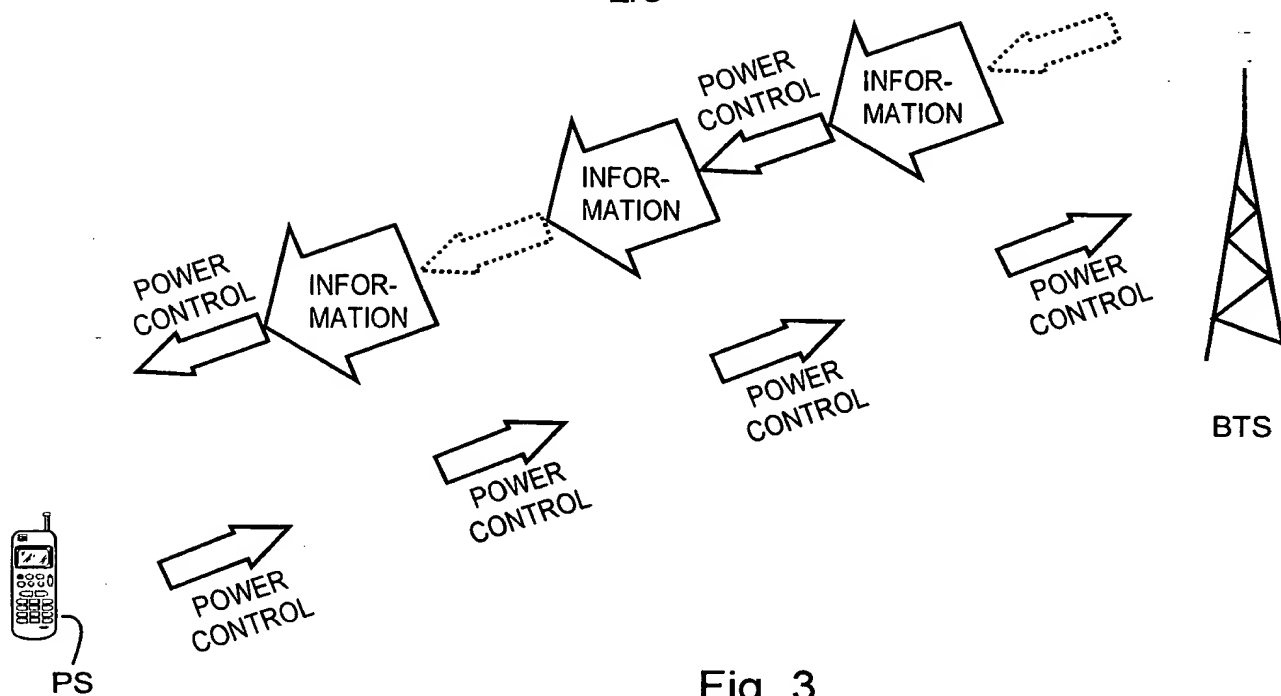 POWER
CONTROL
INFOR-
MATION
INFOR-
MATION
POWER
CONTROL
INFOR-
MATION
POWER
CONTROL
BTS
POWER
CONTROL
POWER
CONTROL
POWER
CONTROL
PS
Fig. 3